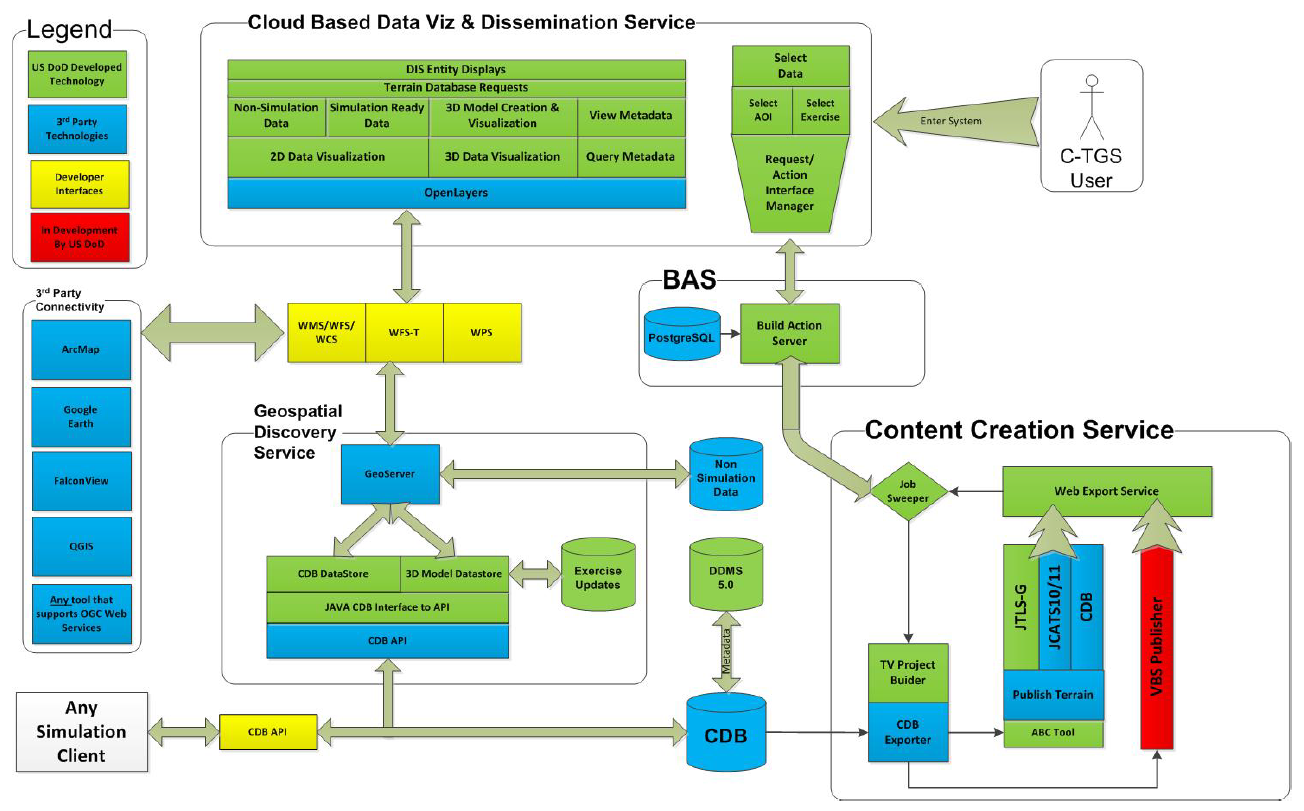 Legend
US DoD Developed
Technology
3rd Party
Technologies
Developer
Interfaces
In Development
By US DoD
Cloud Based Data Viz & Dissemination Service
DIS Entity Displays
Terrain Database Requests
Non-Simulation
Data
Simulation Ready
Data
3D Model Creation &
Visualization
View Metadata
2D Data Visualization
3D Data Visualization
Query Metadata
OpenLayers
Select
Data
Select
AOI
Select
Exercise
Request/
Action
Interface
Manager
Enter System
C-TGS
User
3rd Party
Connectivity
ArcMap
Google
Earth
FalconView
QGIS
Any tool that
supports OGC Web
Services
WMS/WFS/
WCS
WFS-T
WPS
BAS
PostgreSQL
Build Action
Server
Geospatial
Discovery
Service
GeoServer
Non
Simulation
Data
CDB DataStore
3D Model Datastore
JAVA CDB Interface to API
CDB API
Exercise
Updates
DDMS
5.0
Metadata
CDB
Any
Simulation
Client
CDB API
Content Creation Service
Job
Sweeper
Web Export Service
JTLS-G
JCATS10/11
CDB
VBS Publisher
TV Project
Buider
CDB
Exporter
Publish Terrain
ABC Tool